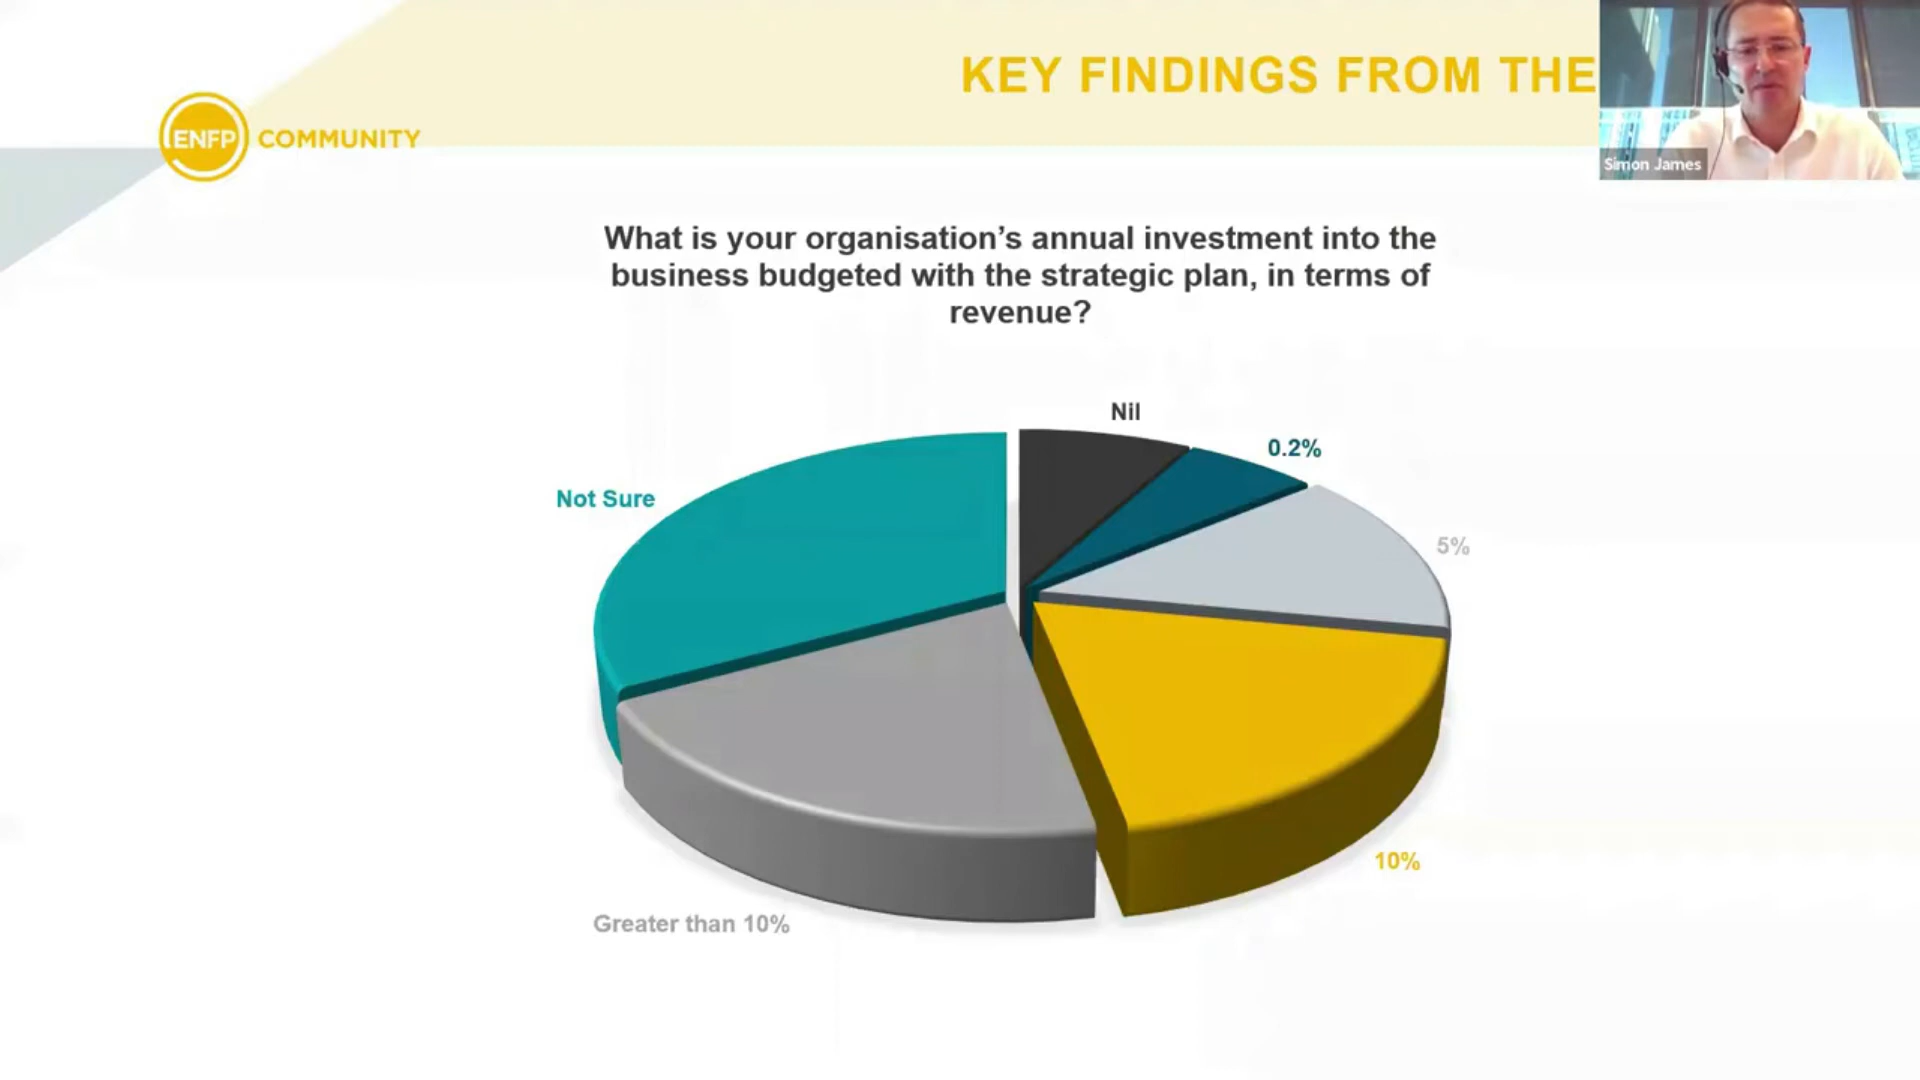 KEY FINDINGS FROM THE
ENFP COMMUNITY
Simon James
What is your organisation's annual investment into the
business budgeted with the strategic plan, in terms of
revenue?
Nil
0.2%
Not Sure
5%
10%
Greater than 10%